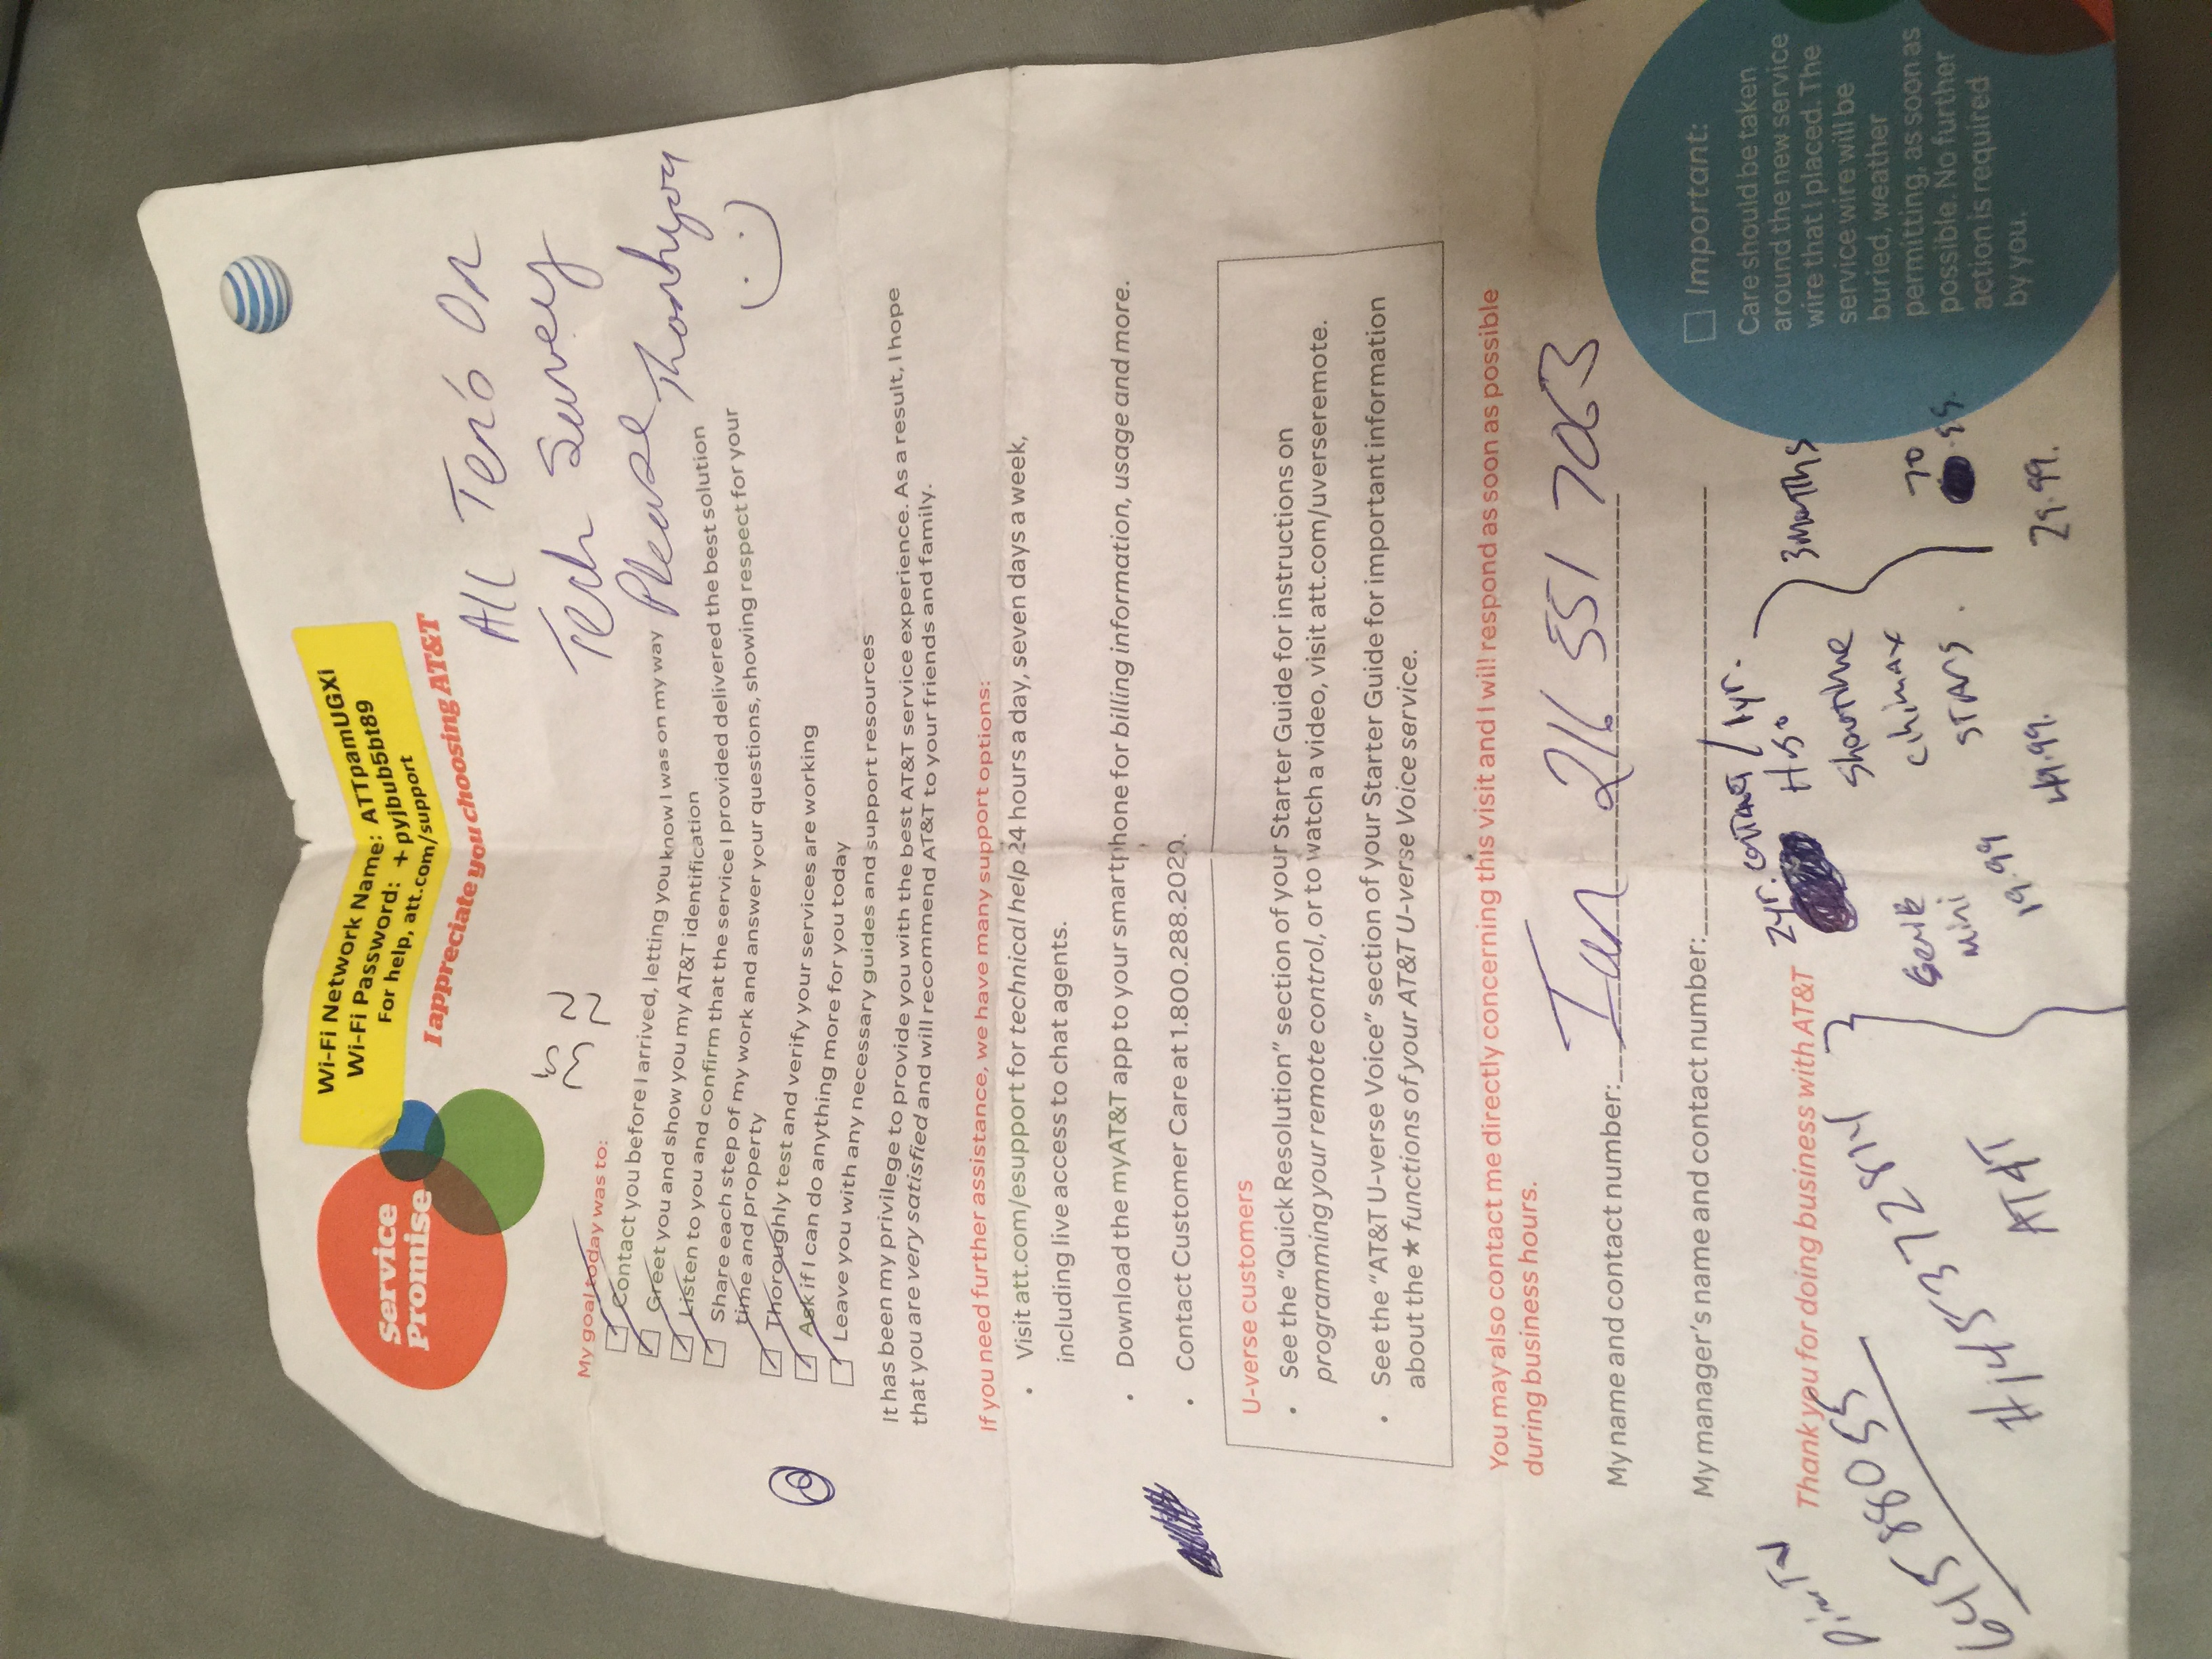 Wi-Fi Network Name: ATTpamUGXi
Wi-Fi Password: +pyjbub5bt89
For help, att.com/support
Service
Promise
I appreciate you choosing AT&T
All Ten's On
Tech Survey
Please Thankyou
35
22
My goal today was to:
Contact you before I arrived, letting you know I was on my way
Greet you and show you my AT&T identification
Listen to you and confirm that the service I provided delivered the best solution
Share each step of my work and answer your questions, showing respect for your
time and property
Thoroughly test and verify your services are working
Ask if I can do anything more for you today
Leave you with any necessary guides and support resources
It has been my privilege to provide you with the best AT&T service experience. As a result, I hope
that you are very satisfied and will recommend AT&T to your friends and family.
If you need further assistance, we have many support options:
• Visit att.com/esupport for technical help 24 hours a day, seven days a week,
including live access to chat agents.
• Download the myAT&T app to your smartphone for billing information, usage and more.
• Contact Customer Care at 1.800.288.2020.
U-verse customers
• See the “Quick Resolution” section of your Starter Guide for instructions on
programming your remote control, or to watch a video, visit att.com/uverseremote.
• See the “AT&T U-verse Voice” section of your Starter Guide for important information
about the * functions of your AT&T U-verse Voice service.
You may also contact me directly concerning this visit and I will respond as soon as possible
during business hours.
My name and contact number: Ian 216 551 7063
My manager's name and contact number:
Thank you for doing business with AT&T
DirecTV
64588055
#145372814
AT&T
2yr. contract / 1yr.
HBO
Showtime
cinimax
STARS.
3 months
Genie
Mini
19.99
49.99.
70
.99.
29.99.
Important:
Care should be taken
around the new service
wire that I placed. The
service wire will be
buried, weather
permitting, as soon as
possible. No further
action is required
by you.